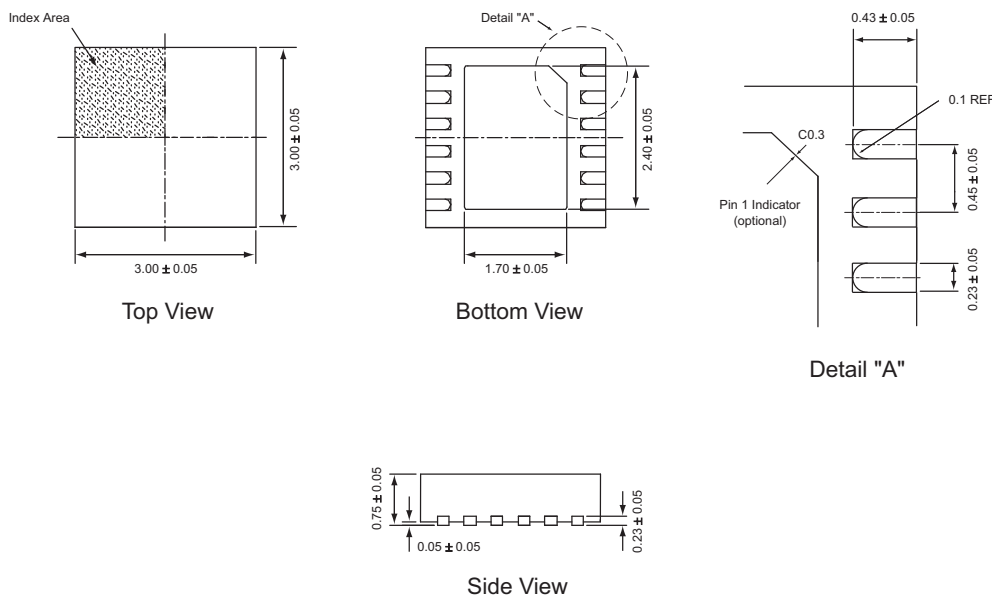 Index Area
3.00 ± 0.05
3.00 ± 0.05
Top View
Detail "A"
2.40 ± 0.05
1.70 ± 0.05
Bottom View
0.43 ± 0.05
0.1 REF
C0.3
0.45 ± 0.05
Pin 1 Indicator
(optional)
0.23 ± 0.05
Detail "A"
0.75 ± 0.05
0.05 ± 0.05
0.23 ± 0.05
Side View